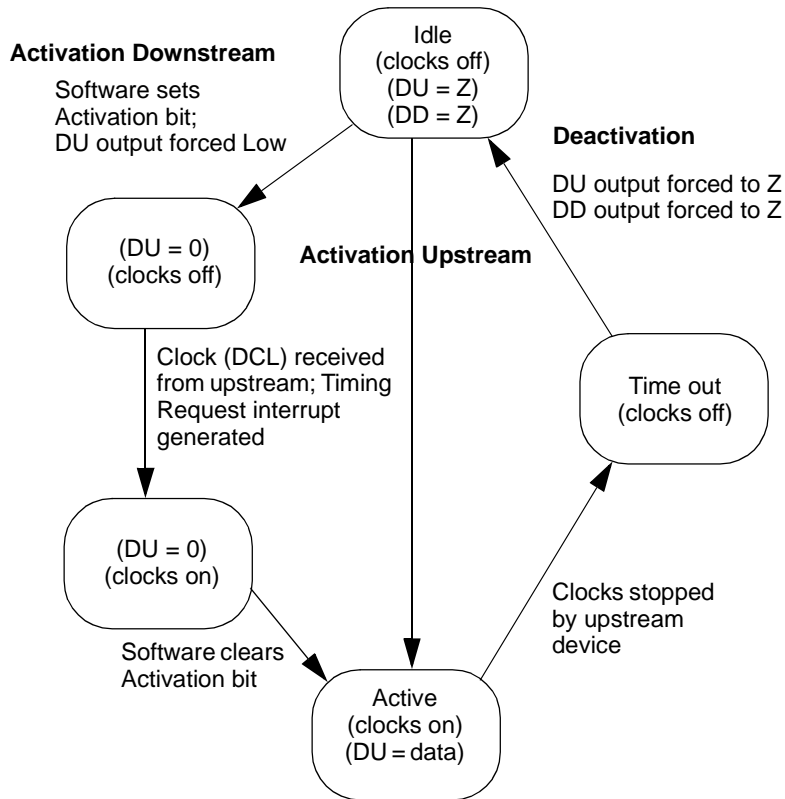 Idle
(clocks off)
(DU = Z)
(DD = Z)
Activation Downstream
Software sets
Activation bit;
DU output forced Low
Deactivation
DU output forced to Z
DD output forced to Z
(DU = 0)
(clocks off)
Activation Upstream
Clock (DCL) received
from upstream; Timing
Request interrupt
generated
Time out
(clocks off)
(DU = 0)
(clocks on)
Clocks stopped
by upstream
device
Software clears
Activation bit
Active
(clocks on)
(DU = data)